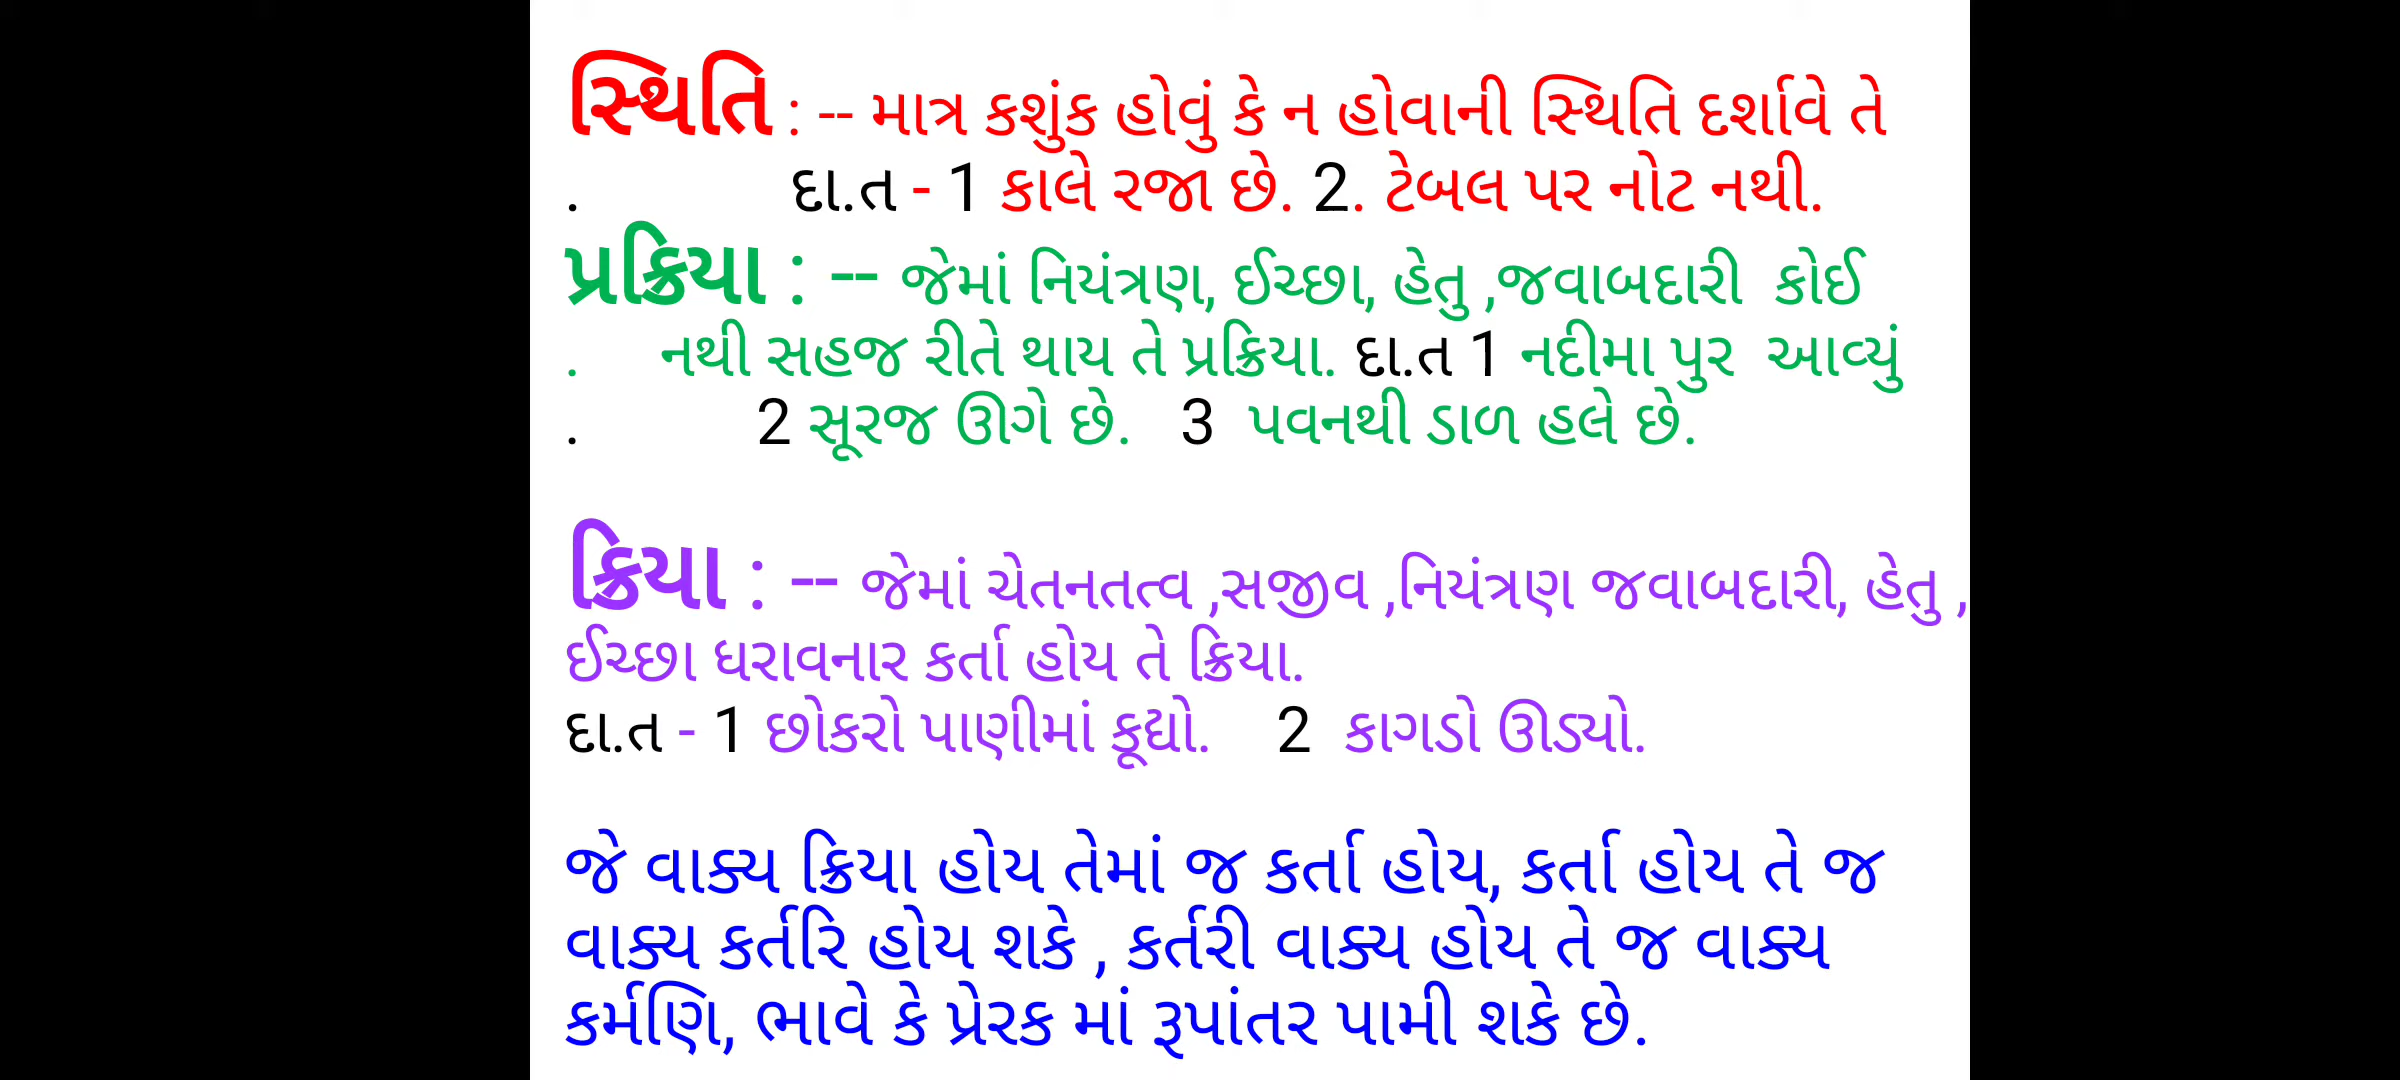 સ્થિતિ : -- માત્ર કશુંક હોવું કે ન હોવાની સ્થિતિ દર્શાવે તે
. દા.ત - 1 કાલે રજા છે. 2. ટેબલ પર નોટ નથી.
પ્રક્રિયા : -- જેમાં નિયંત્રણ, ઈચ્છા, હેતુ ,જવાબદારી કોઈ
. નથી સહજ રીતે થાય તે પ્રક્રિયા. દા.ત 1 નદીમા પુર આવ્યું
. 2 સૂરજ ઊગે છે. 3 પવનથી ડાળ હલે છે.
ક્રિયા : -- જેમાં ચેતનતત્વ ,સજીવ ,નિયંત્રણ જવાબદારી, હેતુ ,
ઈચ્છા ધરાવનાર કર્તા હોય તે ક્રિયા.
દા.ત - 1 છોકરો પાણીમાં કૂદ્યો. 2 કાગડો ઊડ્યો.
જે વાક્ય ક્રિયા હોય તેમાં જ કર્તા હોય, કર્તા હોય તે જ
વાક્ય કર્તરિ હોય શકે , કર્તરી વાક્ય હોય તે જ વાક્ય
કર્મણિ, ભાવે કે પ્રેરક માં રૂપાંતર પામી શકે છે.